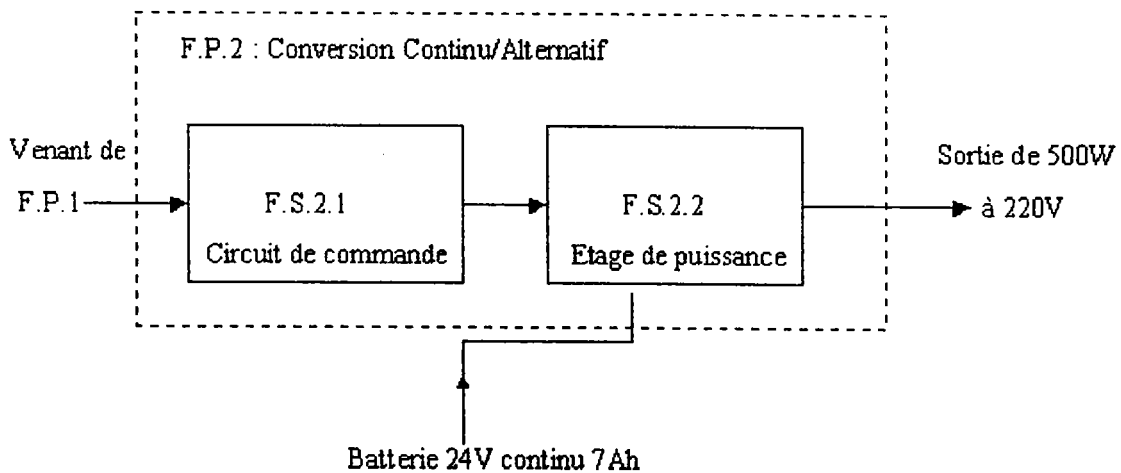 F.P.2 : Conversion Continu/Alternatif
Venant de
F.P.1
F.S.2.1
Circuit de commande
F.S.2.2
Etage de puissance
Sortie de 500W
à 220V
Batterie 24V continu 7Ah